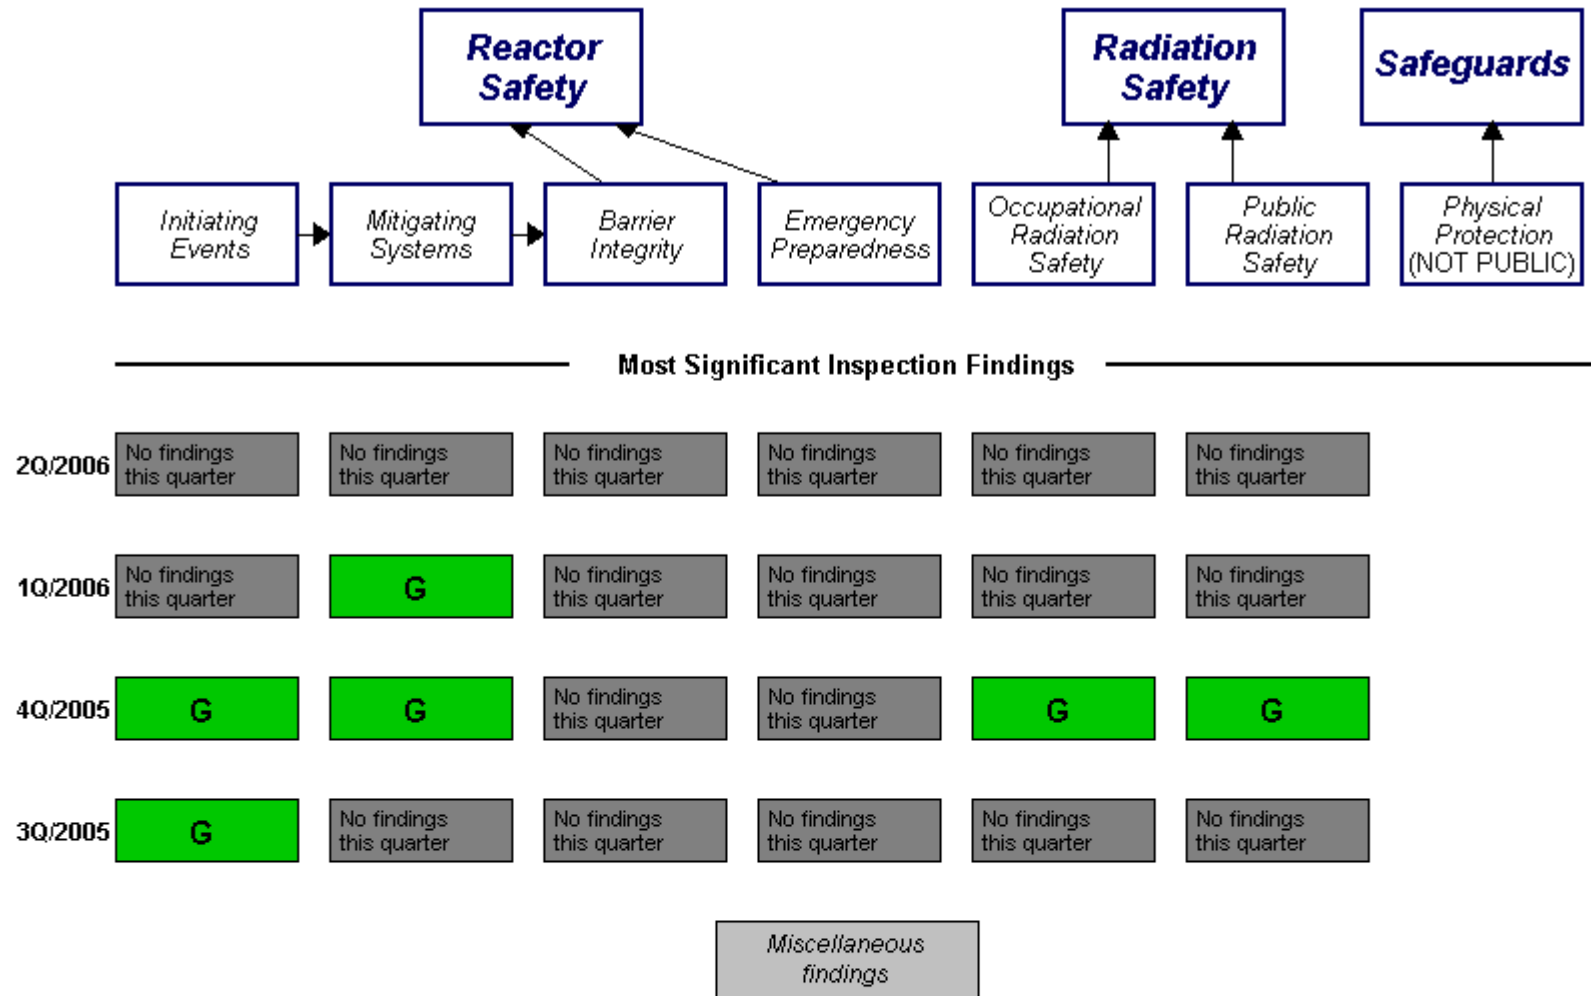 Reactor
Safety
Radiation
Safety
Safeguards
Initiating
Events
Mitigating
Systems
Barrier
Integrity
Emergency
Preparedness
Occupational
Radiation
Safety
Public
Radiation
Safety
Physical
Protection
(NOT PUBLIC)
Most Significant Inspection Findings
2Q/2006
No findings
this quarter
No findings
this quarter
No findings
this quarter
No findings
this quarter
No findings
this quarter
No findings
this quarter
1Q/2006
No findings
this quarter
G
No findings
this quarter
No findings
this quarter
No findings
this quarter
No findings
this quarter
4Q/2005
G
G
No findings
this quarter
No findings
this quarter
G
G
3Q/2005
G
No findings
this quarter
No findings
this quarter
No findings
this quarter
No findings
this quarter
No findings
this quarter
Miscellaneous
findings